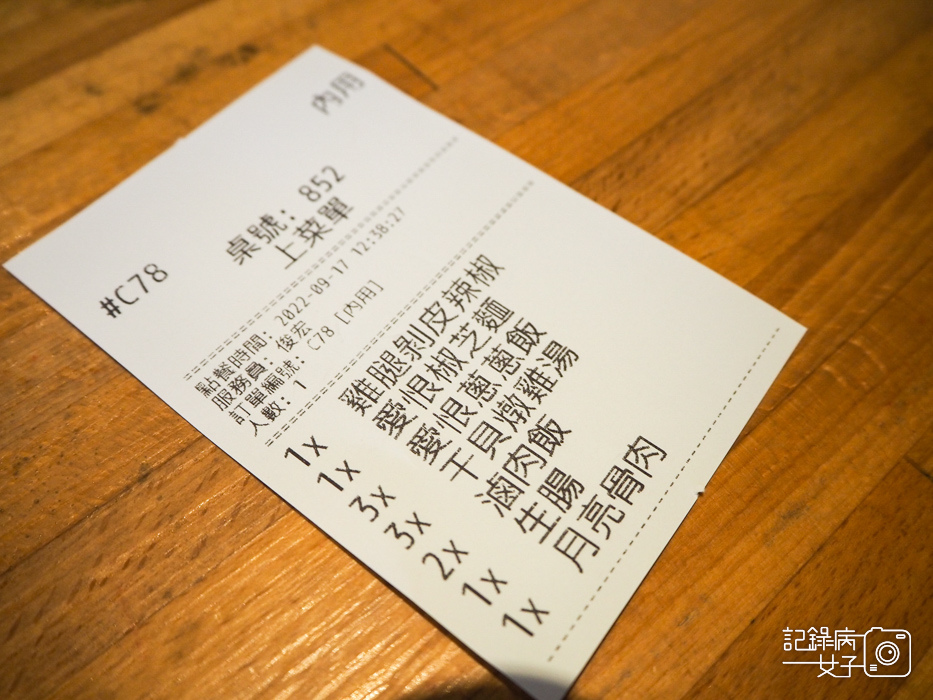 內用
#C78
桌號: 852
上菜單
點餐時間: 2022-09-17 12:38:27
服務員: 俊宏
訂單編號: C78 [內用]
人數: 1
1x 雞腿剝皮辣椒
1x 愛恨椒芝麵
3x 愛恨蔥蔥飯
3x 干貝燉雞湯
2x 滷肉飯
1x 生腸
1x 月亮骨肉
記錄病女子